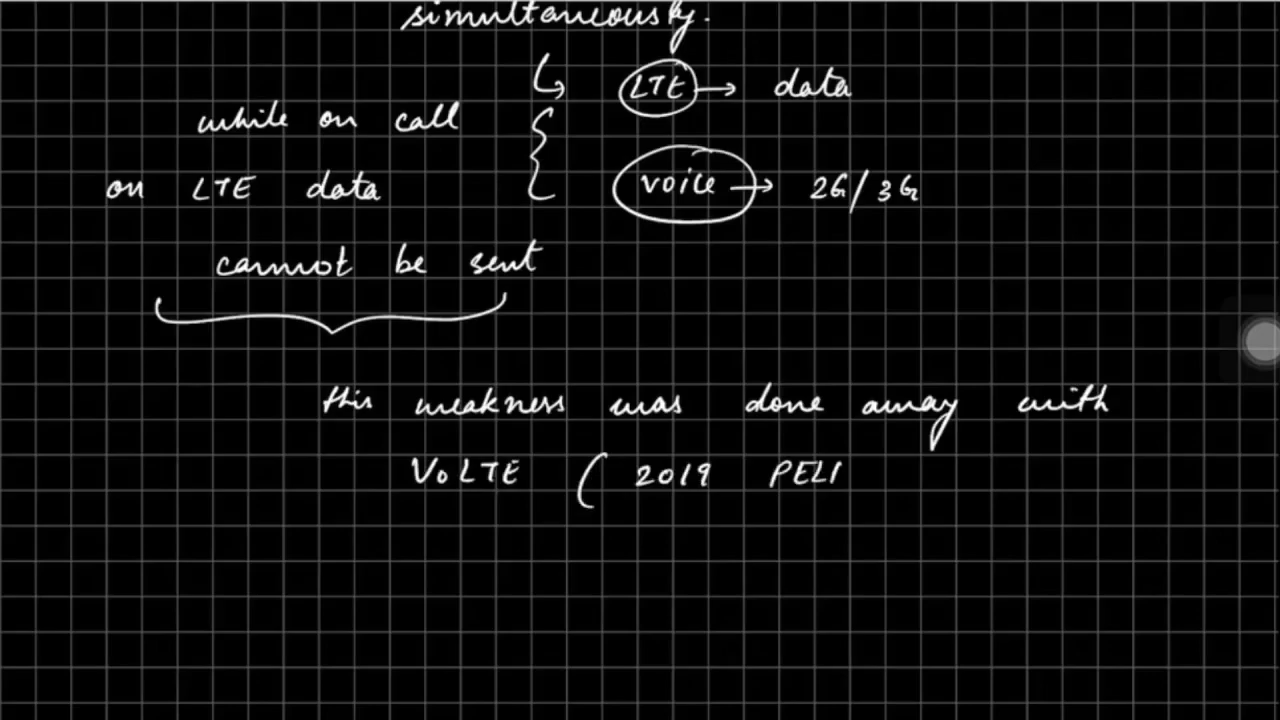 simultaneously.
LTE → data
while on call
voice → 2G/3G
on LTE data
cannot be sent
this weakness was done away with
VoLTE ( 2019 PELI